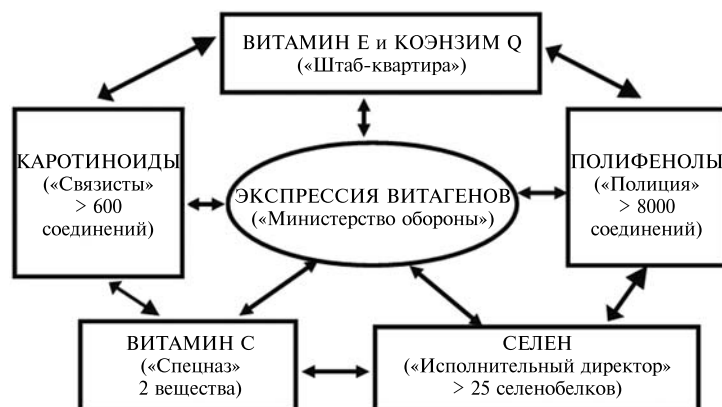 ВИТАМИН Е и КОЭНЗИМ Q
(«Штаб-квартира»)
КАРОТИНОИДЫ
(«Связисты»
> 600
соединений)
ЭКСПРЕССИЯ ВИТАГЕНОВ
(«Министерство обороны»)
ПОЛИФЕНОЛЫ
(«Полиция»
> 8000
соединений)
ВИТАМИН С
(«Спецназ»
2 вещества)
СЕЛЕН
(«Исполнительный директор»
> 25 селенобелков)